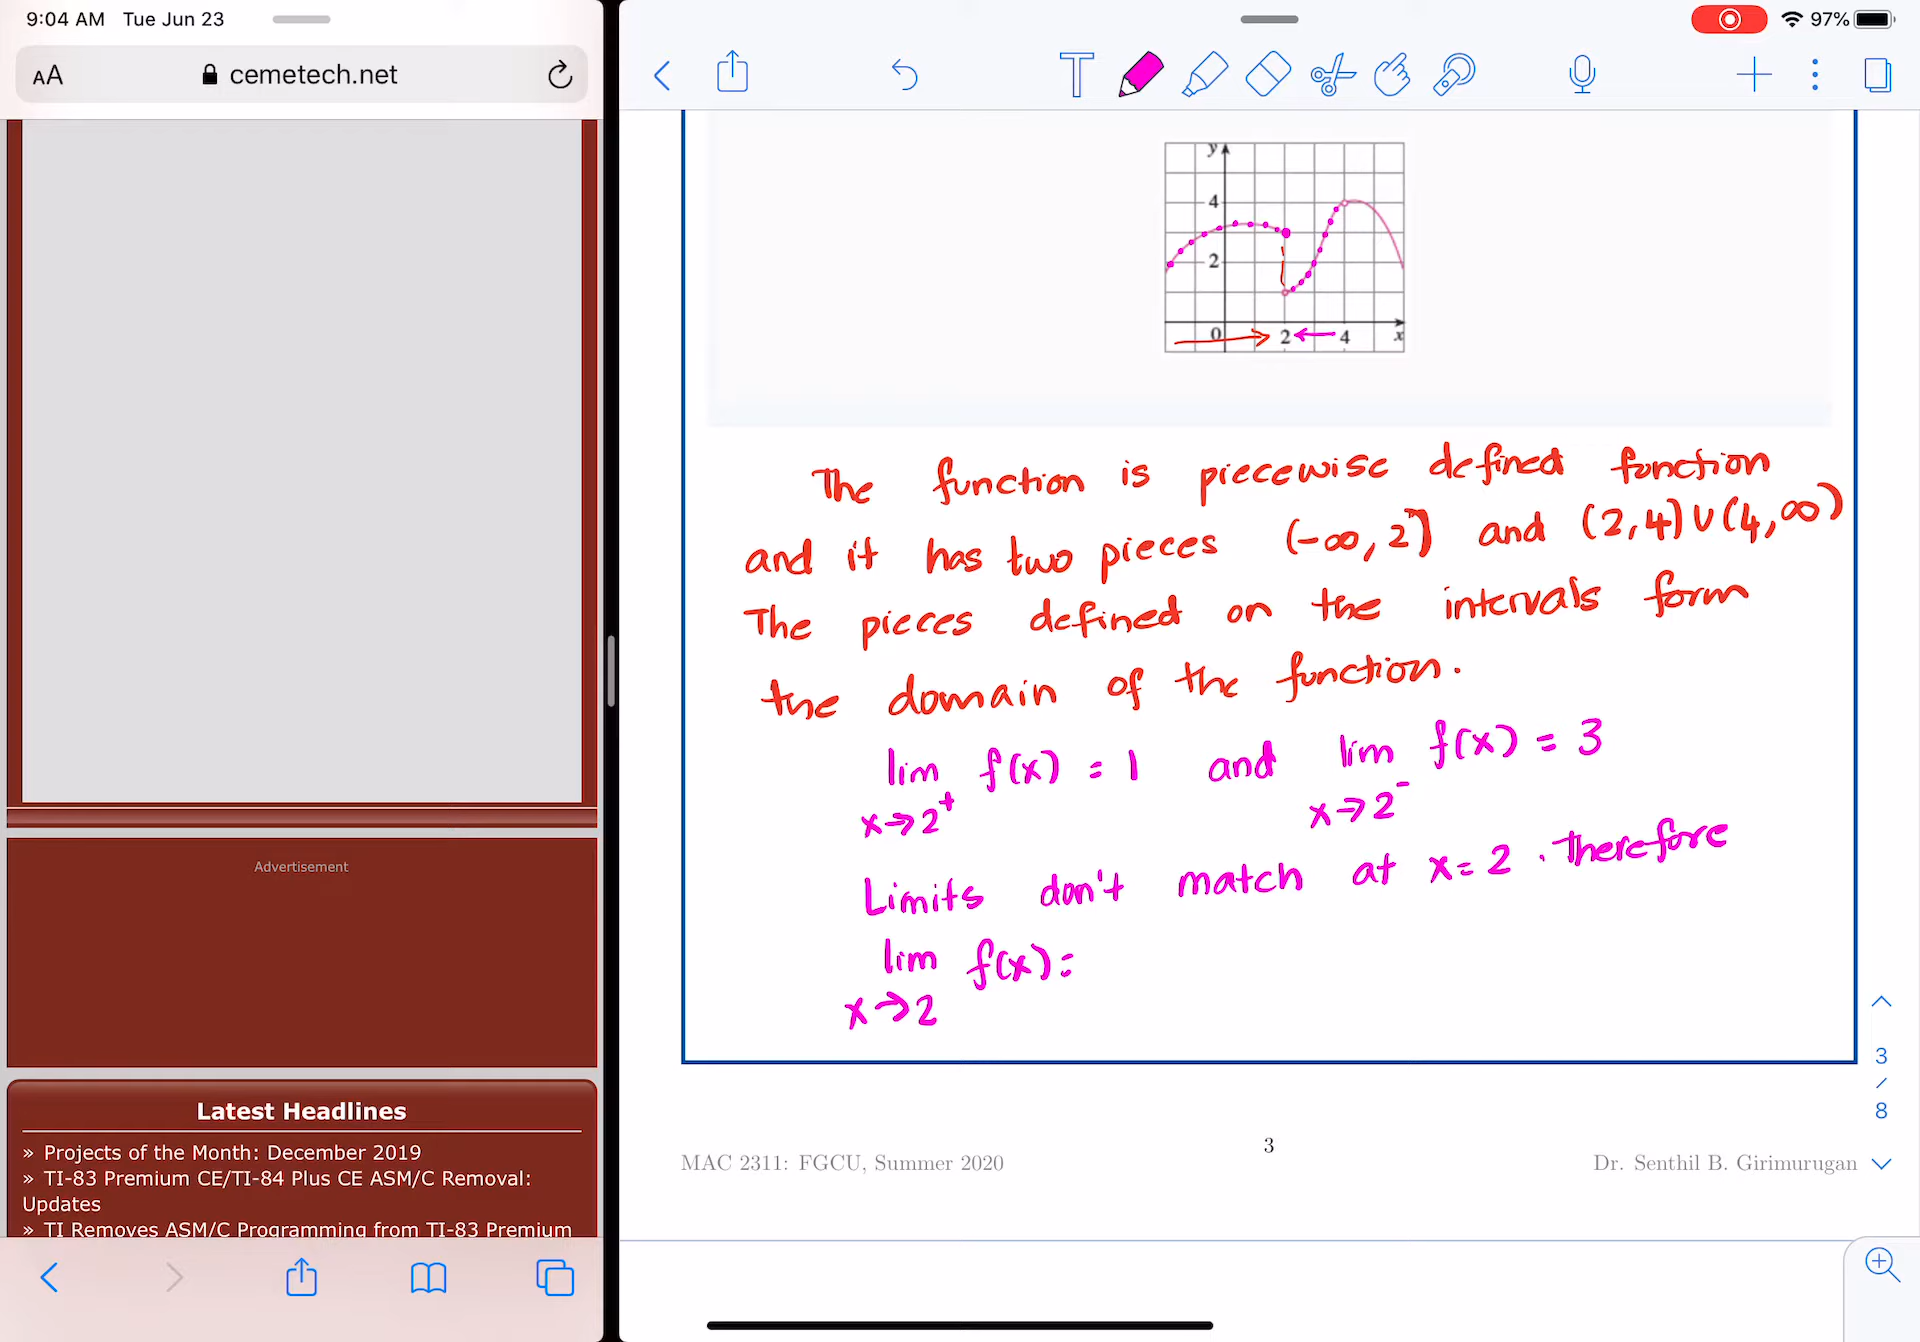 9:04 AM Tue Jun 23
AA cemetech.net
Advertisement
Latest Headlines
» Projects of the Month: December 2019
» TI-83 Premium CE/TI-84 Plus CE ASM/C Removal:
Updates
» TI Removes ASM/C Programming from TI-83 Premium
97%
T
y
4
2
0 2 4 x
The function is piecewise defined function
and it has two pieces (-∞, 2] and (2,4)∪(4,∞)
The pieces defined on the intervals form
the domain of the function.
lim f(x) = 1 and lim f(x) = 3
x→2⁺ x→2⁻
Limits don't match at x=2. Therefore
lim f(x)=
x→2
3
/
8
3
MAC 2311: FGCU, Summer 2020 Dr. Senthil B. Girimurugan